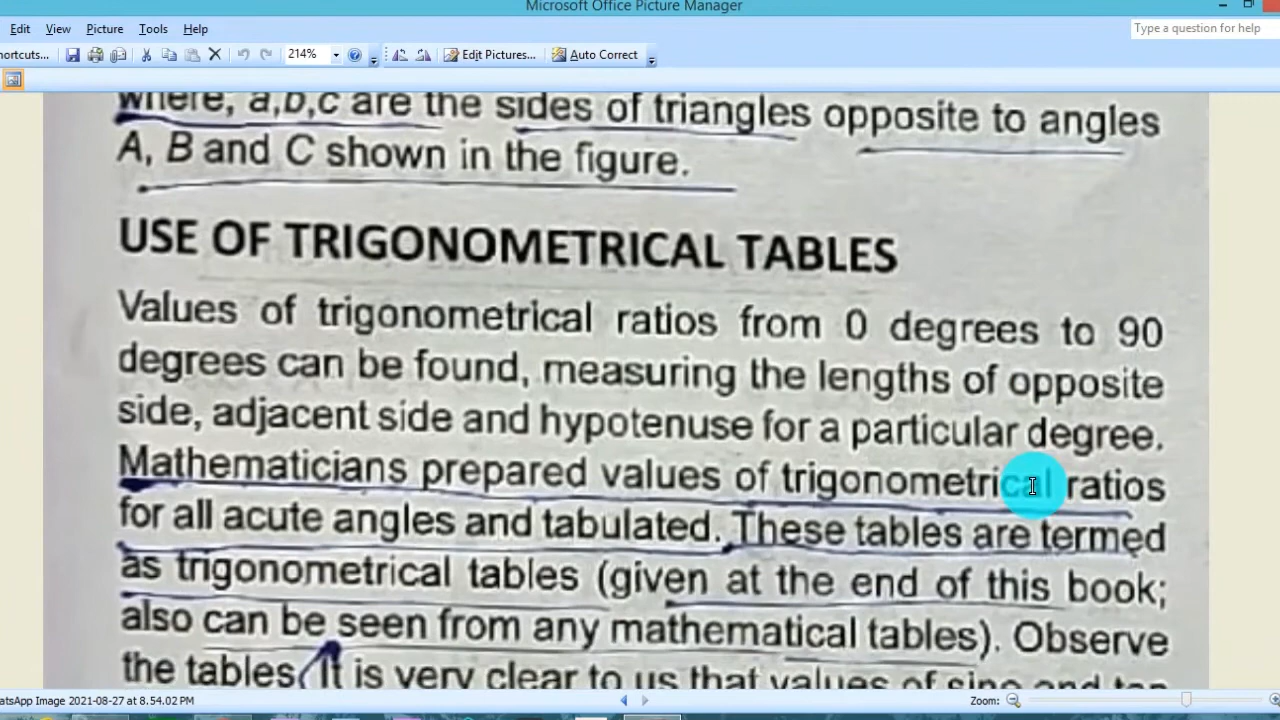 Microsoft Office Picture Manager
Edit View Picture Tools Help
Type a question for help
ortcuts... 214% Edit Pictures... Auto Correct
where, a,b,c are the sides of triangles opposite to angles
A, B and C shown in the figure.
USE OF TRIGONOMETRICAL TABLES
Values of trigonometrical ratios from 0 degrees to 90
degrees can be found, measuring the lengths of opposite
side, adjacent side and hypotenuse for a particular degree.
Mathematicians prepared values of trigonometrical ratios
for all acute angles and tabulated. These tables are termed
as trigonometrical tables (given at the end of this book;
also can be seen from any mathematical tables). Observe
the tables. It is very clear to us that values of sine and tan
atsApp Image 2021-08-27 at 8.54.02 PM
Zoom: